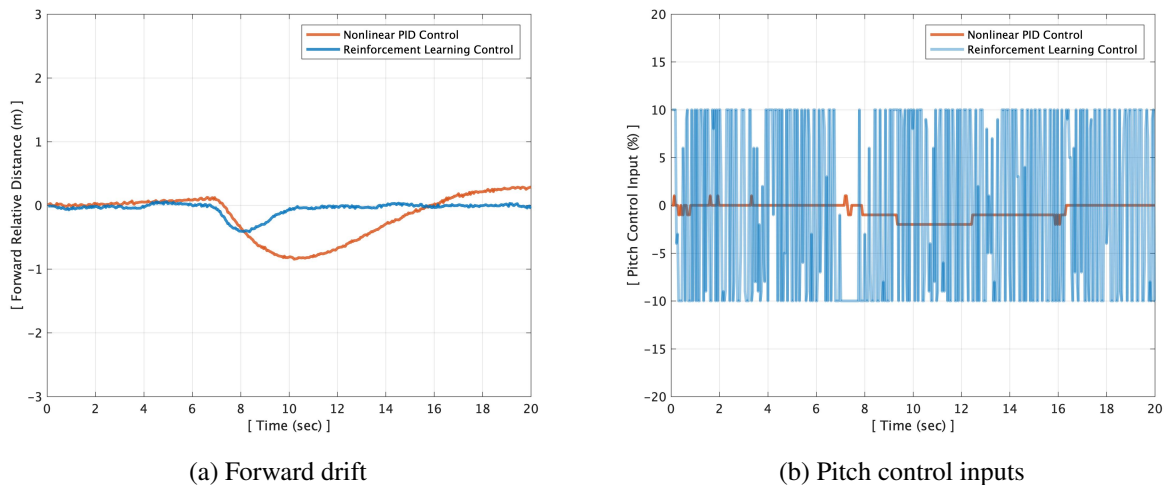 3
2
1
0
−1
−2
−3
[ Forward Relative Distance (m) ]
Nonlinear PID Control
Reinforcement Learning Control
0 2 4 6 8 10 12 14 16 18 20
[ Time (sec) ]
(a) Forward drift
20
15
10
5
0
−5
−10
−15
−20
[ Pitch Control Input (%) ]
Nonlinear PID Control
Reinforcement Learning Control
0 2 4 6 8 10 12 14 16 18 20
[ Time (sec) ]
(b) Pitch control inputs